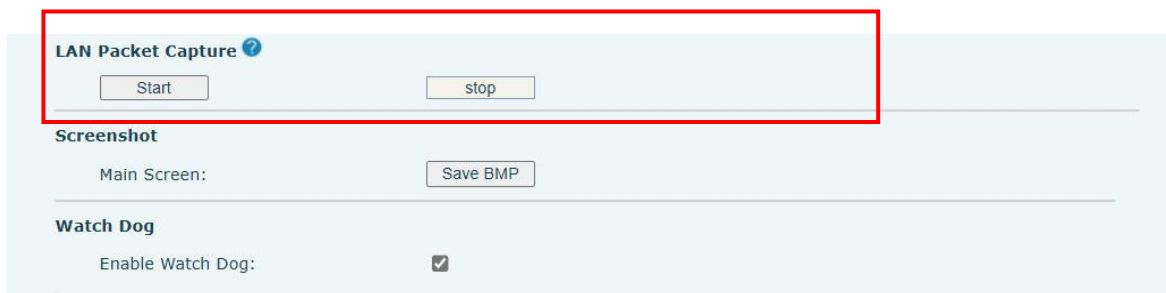 LAN Packet Capture ?
Start stop
Screenshot
Main Screen: Save BMP
Watch Dog
Enable Watch Dog: